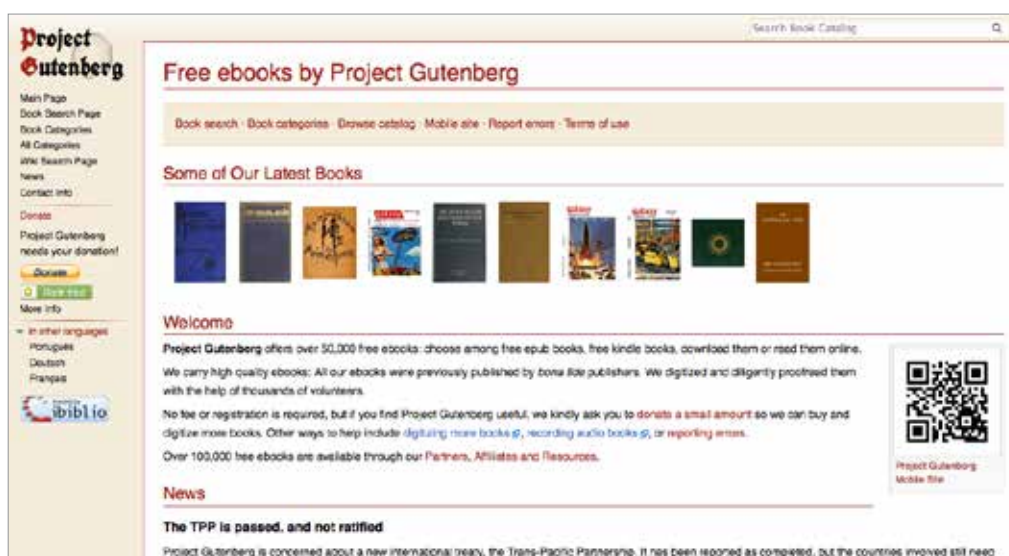 Project
Gutenberg
Search Book Catalog
Main Page
Book Search Page
Book Categories
All Categories
Wiki Search Page
News
Contact Info
Donate
Project Gutenberg
needs your donation!
Donate
More Info
In other languages
Português
Deutsch
Français
ibiblio
Free ebooks by Project Gutenberg
Book search · Book categories · Browse catalog · Mobile site · Report errors · Terms of use
Some of Our Latest Books
Welcome
Project Gutenberg offers over 50,000 free ebooks: choose among free epub books, free kindle books, download them or read them online.
We carry high quality ebooks: All our ebooks were previously published by bona fide publishers. We digitized and diligently proofread them
with the help of thousands of volunteers.
No fee or registration is required, but if you find Project Gutenberg useful, we kindly ask you to donate a small amount so we can buy and
digitize more books. Other ways to help include digitizing more books, recording audio books, or reporting errors.
Over 100,000 free ebooks are available through our Partners, Affiliates and Resources.
Project Gutenberg
Mobile Site
News
The TPP is passed, and not ratified
Project Gutenberg is concerned about a new international treaty, the Trans-Pacific Partnership. It has been reported as completed, but the countries involved still need